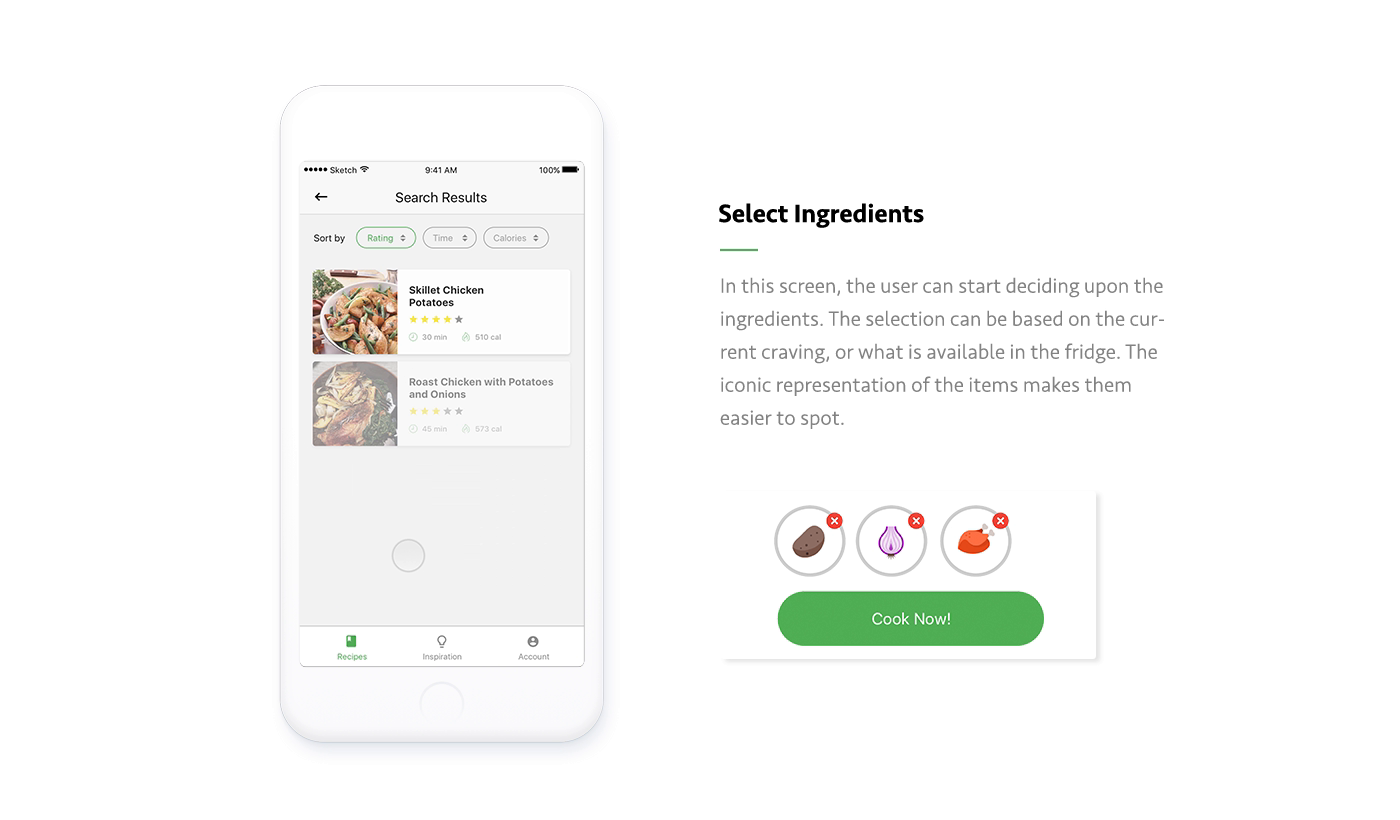 Sketch 9:41 AM 100%
Search Results
Sort by Rating Time Calories
Skillet Chicken
Potatoes
30 min 510 cal
Roast Chicken with Potatoes
and Onions
45 min 573 cal
Recipes Inspiration Account
Select Ingredients
In this screen, the user can start deciding upon the
ingredients. The selection can be based on the cur-
rent craving, or what is available in the fridge. The
iconic representation of the items makes them
easier to spot.
Cook Now!